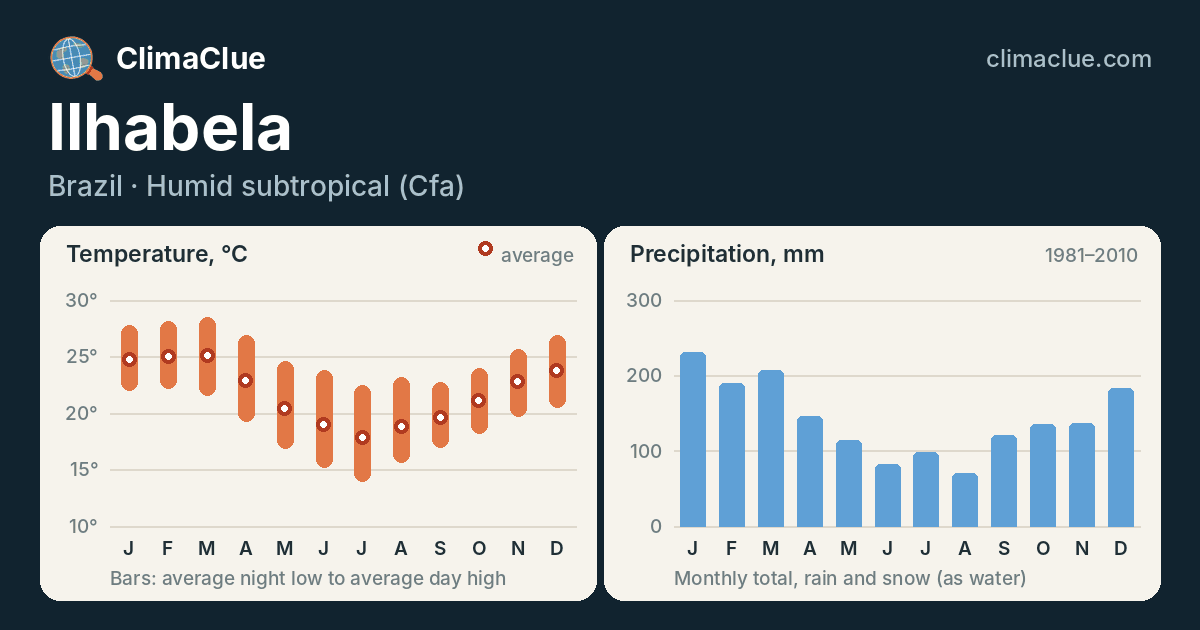 ClimaClue
climaclue.com
Ilhabela
Brazil · Humid subtropical (Cfa)
Temperature, °C
average
30°
25°
20°
15°
10°
J F M A M J J A S O N D
Bars: average night low to average day high
Precipitation, mm
1981–2010
300
200
100
0
J F M A M J J A S O N D
Monthly total, rain and snow (as water)